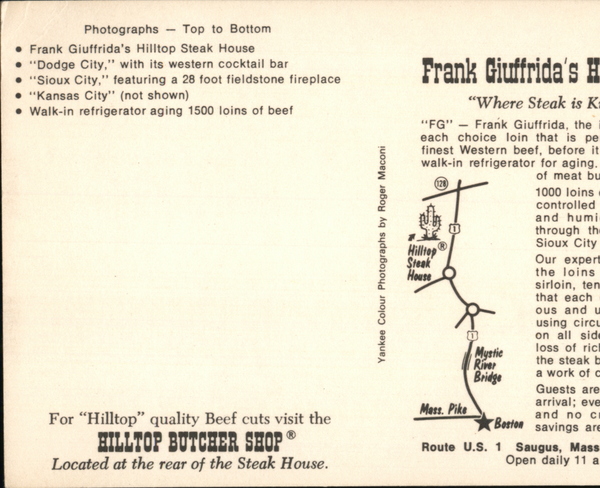 Photographs — Top to Bottom
• Frank Giuffrida's Hilltop Steak House
• "Dodge City," with its western cocktail bar
• "Sioux City," featuring a 28 foot fieldstone fireplace
• "Kansas City" (not shown)
• Walk-in refrigerator aging 1500 loins of beef
For "Hilltop" quality Beef cuts visit the
HILLTOP BUTCHER SHOP®
Located at the rear of the Steak House.
Yankee Colour Photographs by Roger Maconi
Frank Giuffrida's H
"Where Steak is K
"FG" — Frank Giuffrida, the
each choice loin that is pe
finest Western beef, before it
walk-in refrigerator for aging.
of meat bu
1000 loins
controlled
and humi
through the
Sioux City
Our expert
the loins
sirloin, ten
that each
ous and u
using circu
on all side
loss of ric
the steak b
a work of c
Guests are
arrival; eve
and no cr
savings are
128
Hilltop®
Steak
House
1
1
Mystic
River
Bridge
Mass. Pike
Boston
Route U.S. 1 Saugus, Mass
Open daily 11 a